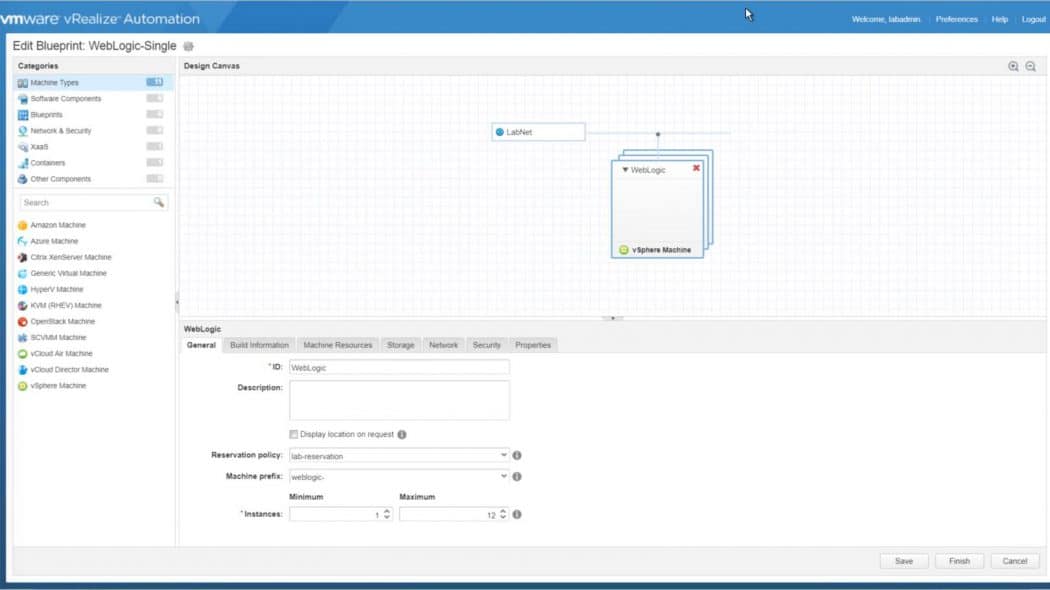 vmware vRealize Automation
Welcome, labadmin. Preferences Help Logout
Edit Blueprint: WebLogic-Single
Categories
Machine Types 11
Software Components
Blueprints
Network & Security
XaaS
Containers
Other Components
Search
Amazon Machine
Azure Machine
Citrix XenServer Machine
Generic Virtual Machine
HyperV Machine
KVM (RHEV) Machine
OpenStack Machine
SCVMM Machine
vCloud Air Machine
vCloud Director Machine
vSphere Machine
Design Canvas
LabNet
WebLogic
vSphere Machine
WebLogic
General Build Information Machine Resources Storage Network Security Properties
* ID: WebLogic
Description:
Display location on request
Reservation policy: lab-reservation
Machine prefix: weblogic-
Minimum Maximum
* Instances: 1 12
Save Finish Cancel